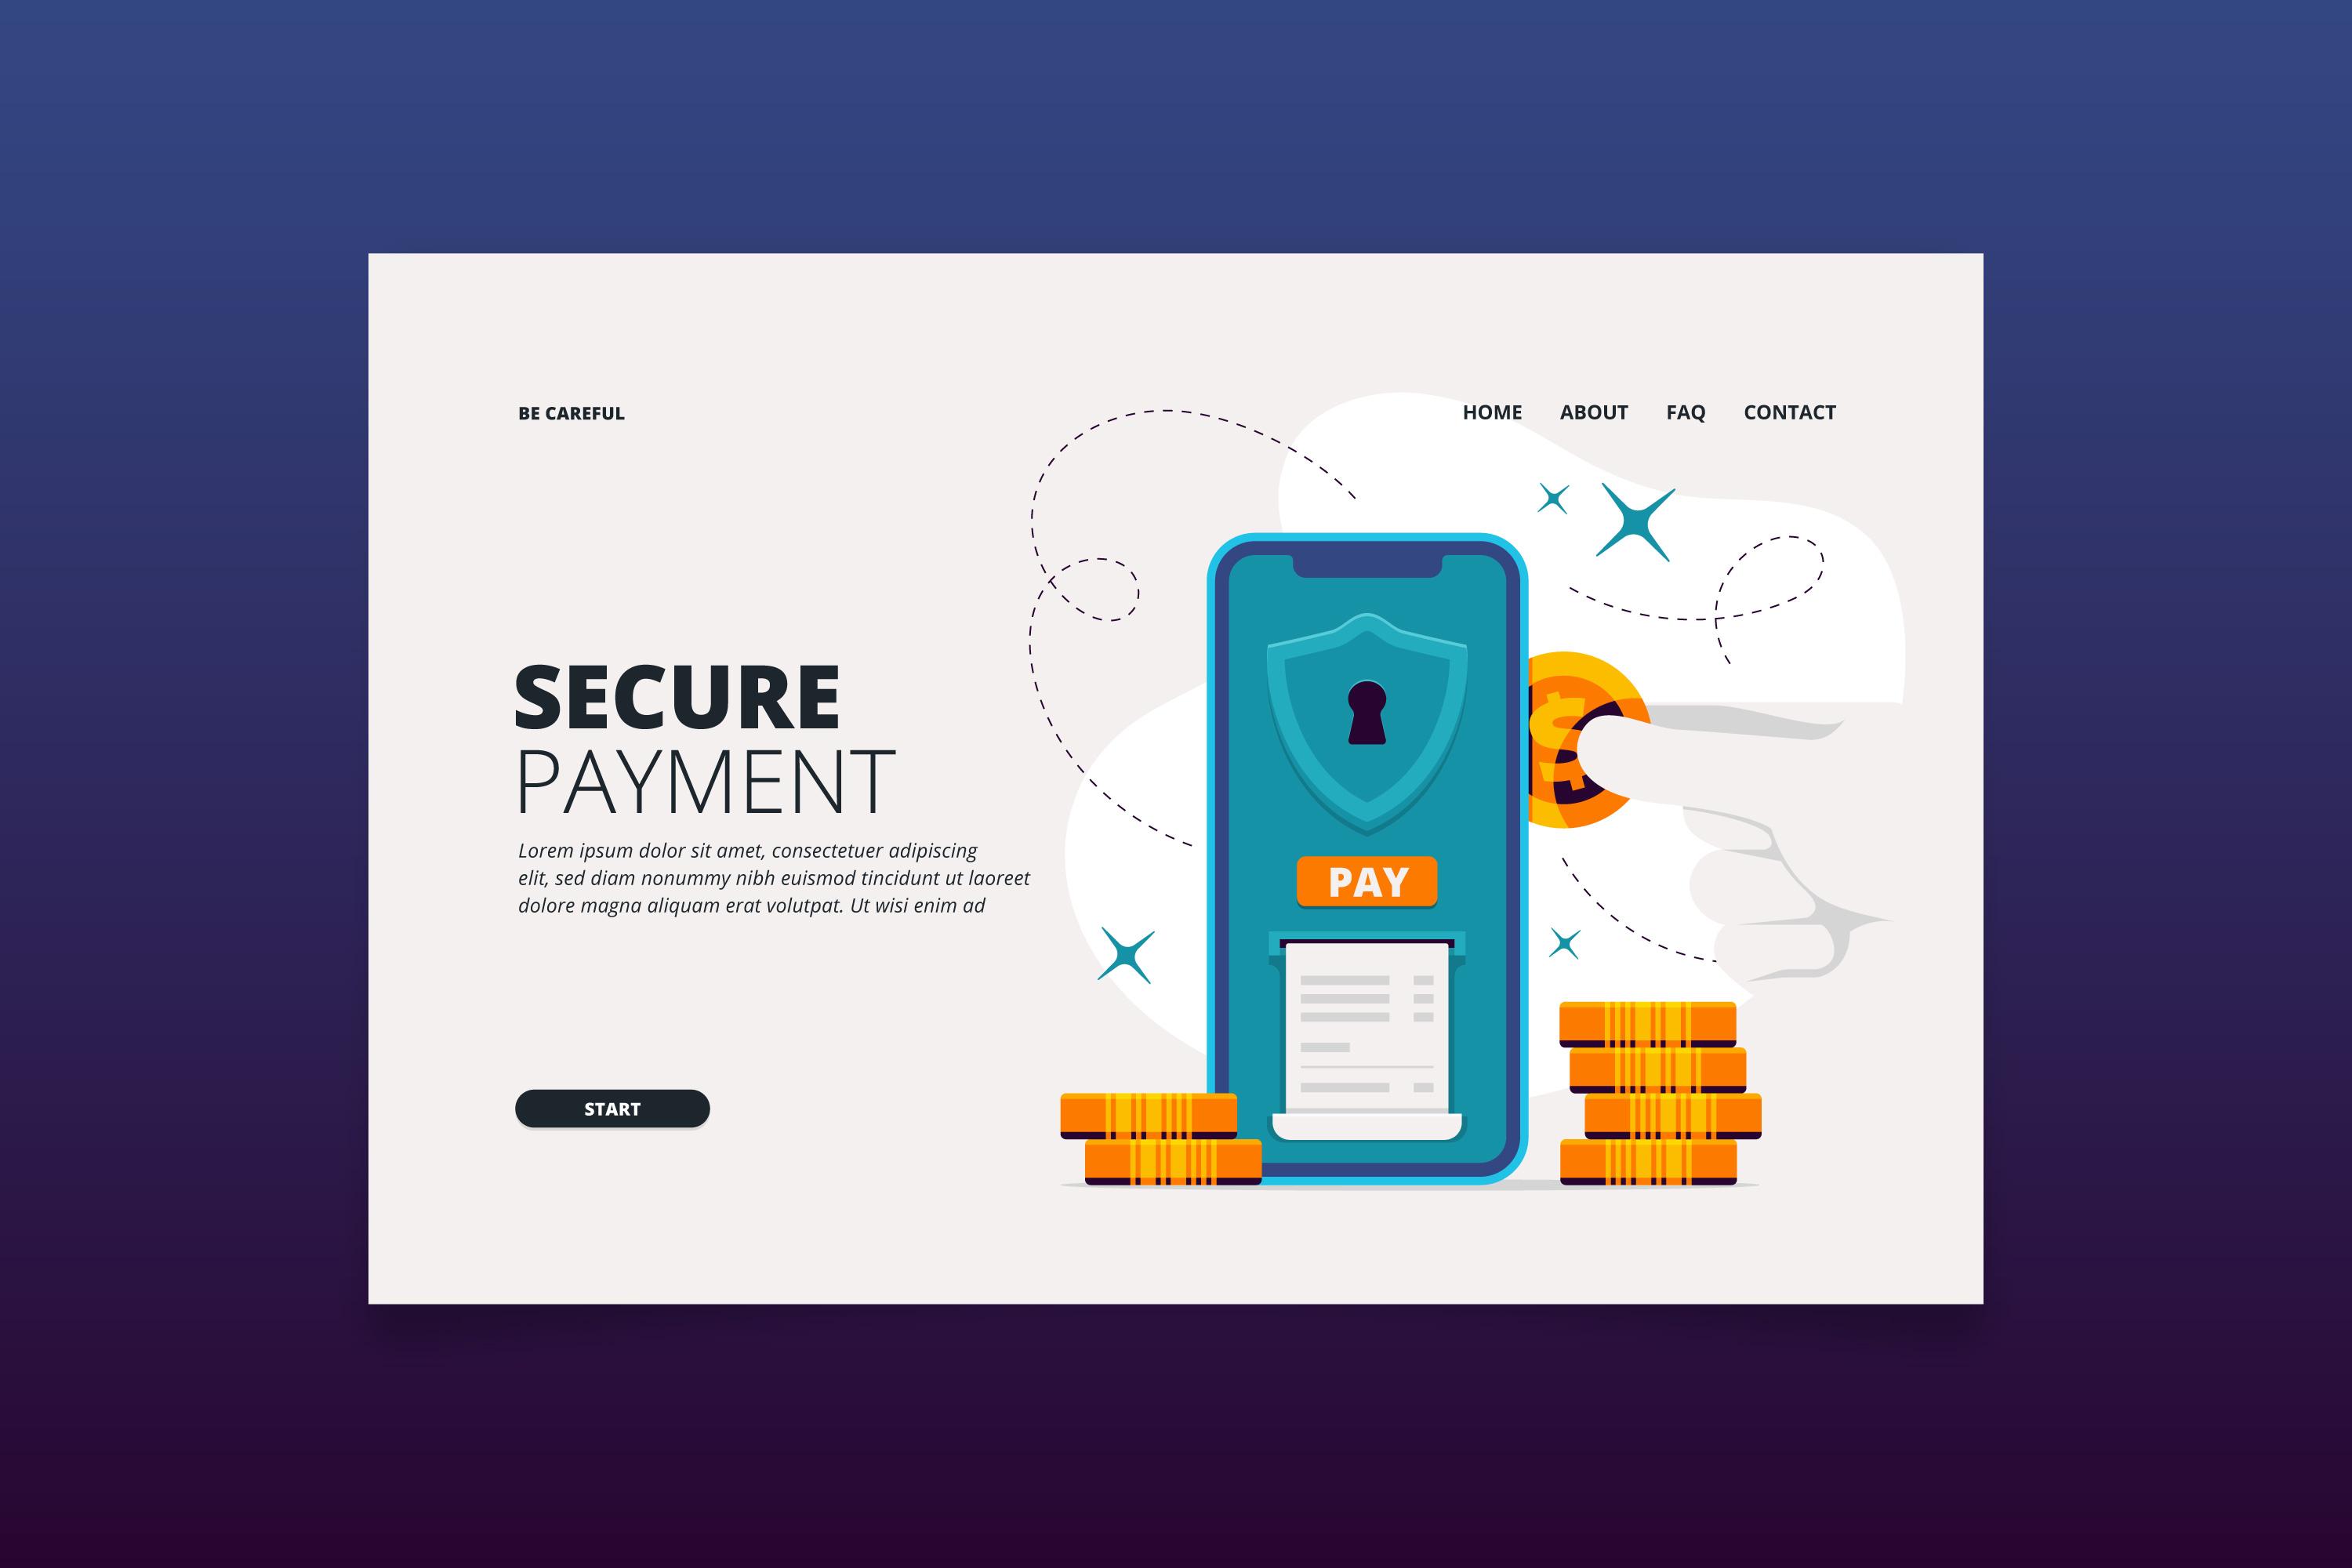 BE CAREFUL
HOME ABOUT FAQ CONTACT
SECURE
PAYMENT
Lorem ipsum dolor sit amet, consectetuer adipiscing
elit, sed diam nonummy nibh euismod tincidunt ut laoreet
dolore magna aliquam erat volutpat. Ut wisi enim ad
START
PAY